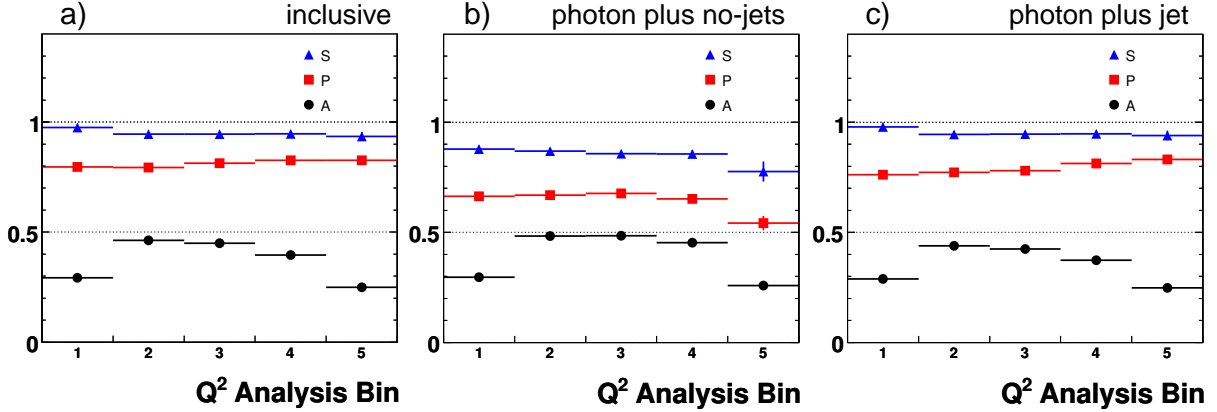 a) inclusive
S
P
A
1
0.5
0
1 2 3 4 5
Q² Analysis Bin
b) photon plus no-jets
S
P
A
1
0.5
0
1 2 3 4 5
Q² Analysis Bin
c) photon plus jet
S
P
A
1
0.5
0
1 2 3 4 5
Q² Analysis Bin